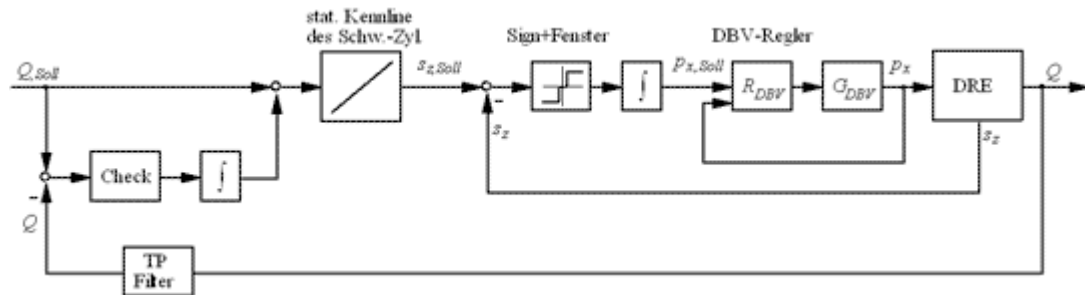 stat. Kennline
des Schw.-Zyl.
Sign+Fenster
DBV-Regler
Q,Soll
s_z,Soll
∫
p_x,Soll
R_DBV
G_DBV
p_x
DRE
Q
-
s_z
s_z
Check
∫
-
Q
TP
Filter